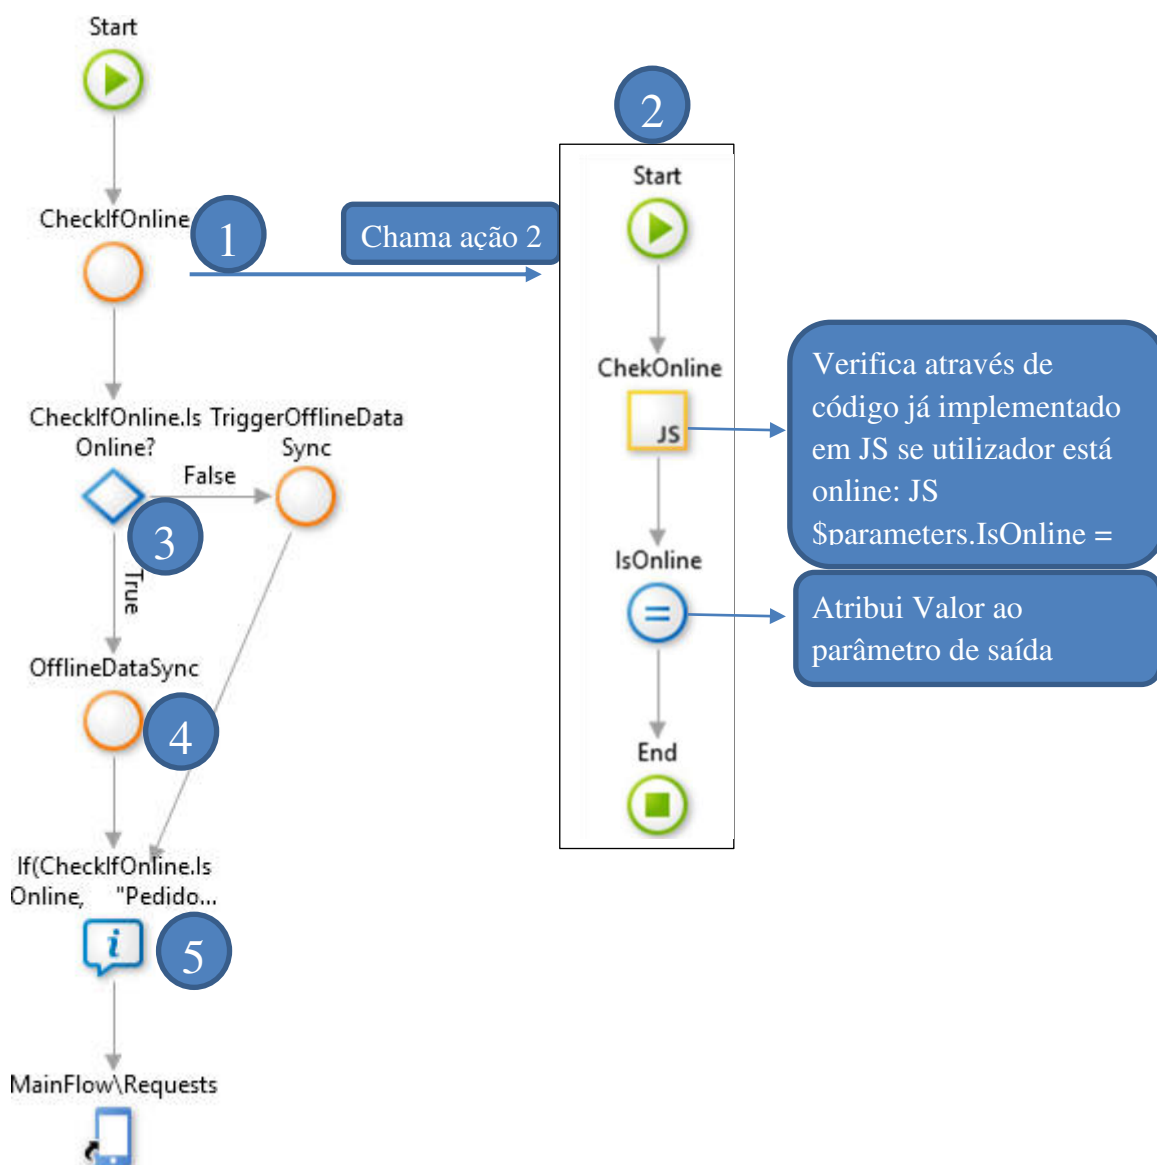 Start
CheckIfOnline
1
Chama ação 2
2
Start
ChekOnline
JS
Verifica através de
código já implementado
em JS se utilizador está
online: JS
$parameters.IsOnline =
IsOnline
Atribui Valor ao
parâmetro de saída
End
CheckIfOnline.Is
Online?
TriggerOfflineData
Sync
False
3
True
OfflineDataSync
4
If(CheckIfOnline.Is
Online, "Pedido...
i
5
MainFlow\Requests